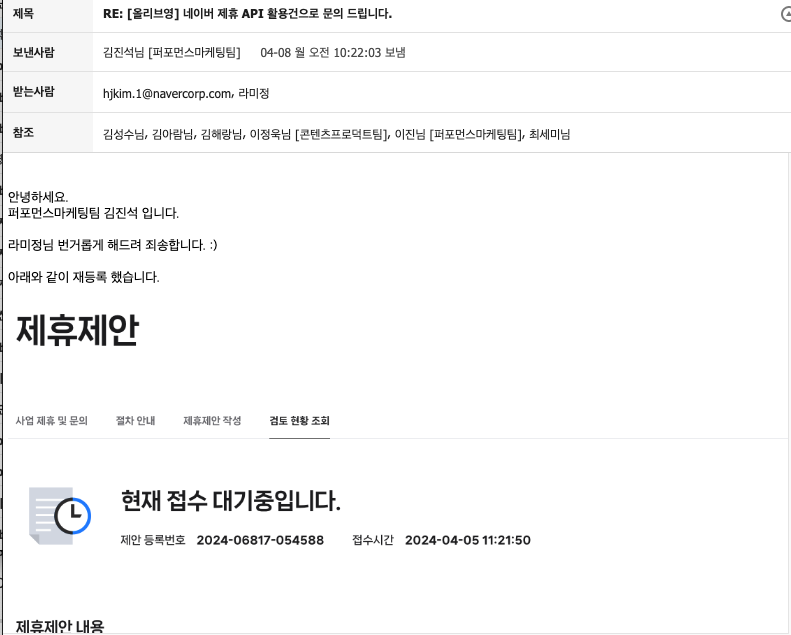 제목 RE: [올리브영] 네이버 제휴 API 활용건으로 문의 드립니다.
보낸사람 김진석님 [퍼포먼스마케팅팀] 04-08 월 오전 10:22:03 보냄
받는사람 hjkim.1@navercorp.com, 라미정
참조 김성수님, 김아람님, 김해랑님, 이정욱님 [콘텐츠프로덕트팀], 이진님 [퍼포먼스마케팅팀], 최세미님
안녕하세요.
퍼포먼스마케팅팀 김진석 입니다.
라미정님 번거롭게 해드려 죄송합니다. :)
아래와 같이 재등록 했습니다.
제휴제안
사업 제휴 및 문의 절차 안내 제휴제안 작성 검토 현황 조회
현재 접수 대기중입니다.
제안 등록번호 2024-06817-054588 접수시간 2024-04-05 11:21:50
제휴제안 내용